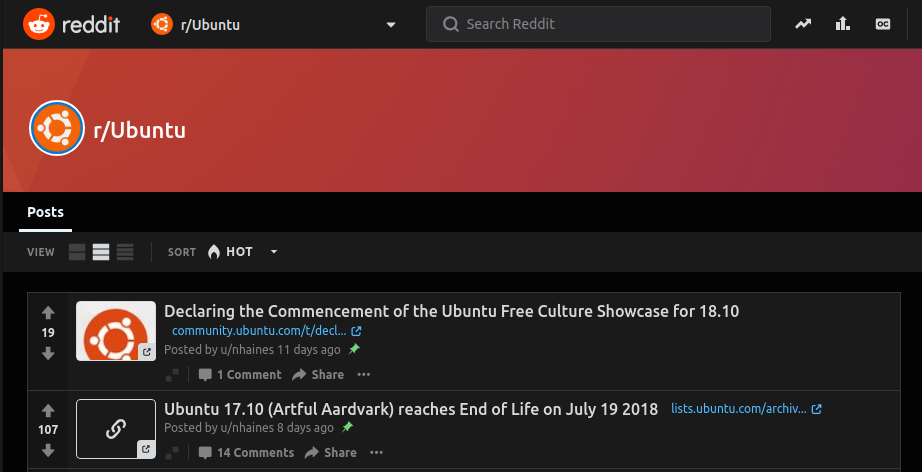 reddit r/Ubuntu Search Reddit OC
r/Ubuntu
Posts
VIEW SORT HOT
Declaring the Commencement of the Ubuntu Free Culture Showcase for 18.10
19
community.ubuntu.com/t/decl...
Posted by u/nhaines 11 days ago
1 Comment Share
Ubuntu 17.10 (Artful Aardvark) reaches End of Life on July 19 2018 lists.ubuntu.com/archiv...
107
Posted by u/nhaines 8 days ago
14 Comments Share